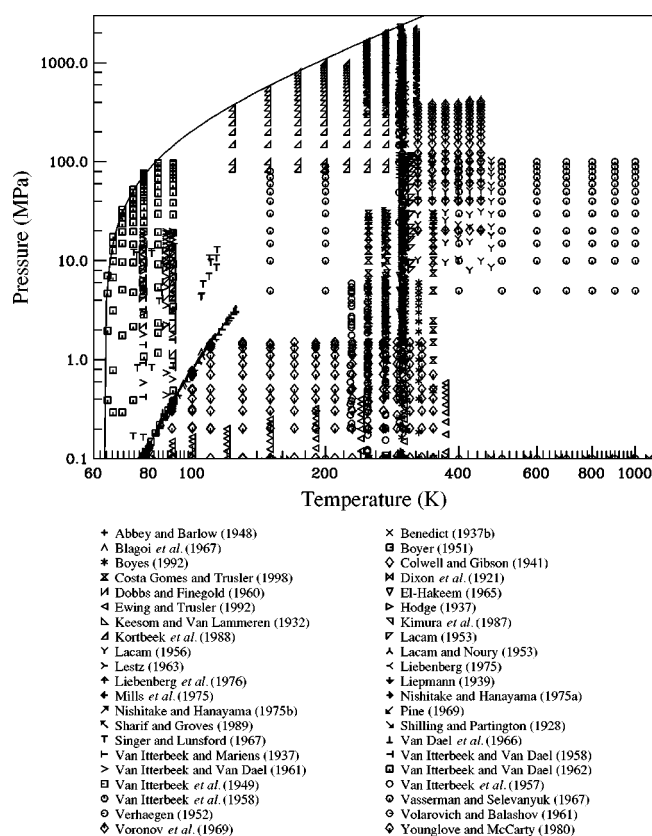 1000.0
100.0
10.0
1.0
0.1
Pressure (MPa)
60 80 100 200 400 600 800 1000
Temperature (K)
Abbey and Barlow (1948)
Blagoi et al. (1967)
Boyes (1992)
Costa Gomes and Trusler (1998)
Dobbs and Finegold (1960)
Ewing and Trusler (1992)
Keesom and Van Lammeren (1932)
Kortbeek et al. (1988)
Lacam (1956)
Lestz (1963)
Liebenberg et al. (1976)
Mills et al. (1975)
Nishitake and Hanayama (1975b)
Sharif and Groves (1989)
Singer and Lunsford (1967)
Van Itterbeek and Mariens (1937)
Van Itterbeek and Van Dael (1961)
Van Itterbeek et al. (1949)
Van Itterbeek et al. (1958)
Verhaegen (1952)
Voronov et al. (1969)
Benedict (1937b)
Boyer (1951)
Colwell and Gibson (1941)
Dixon et al. (1921)
El-Hakeem (1965)
Hodge (1937)
Kimura et al. (1987)
Lacam (1953)
Lacam and Noury (1953)
Liebenberg (1975)
Liepmann (1939)
Nishitake and Hanayama (1975a)
Pine (1969)
Shilling and Partington (1928)
Van Dael et al. (1966)
Van Itterbeek and Van Dael (1958)
Van Itterbeek and Van Dael (1962)
Van Itterbeek et al. (1957)
Vasserman and Selevanyuk (1967)
Volarovich and Balashov (1961)
Younglove and McCarty (1980)